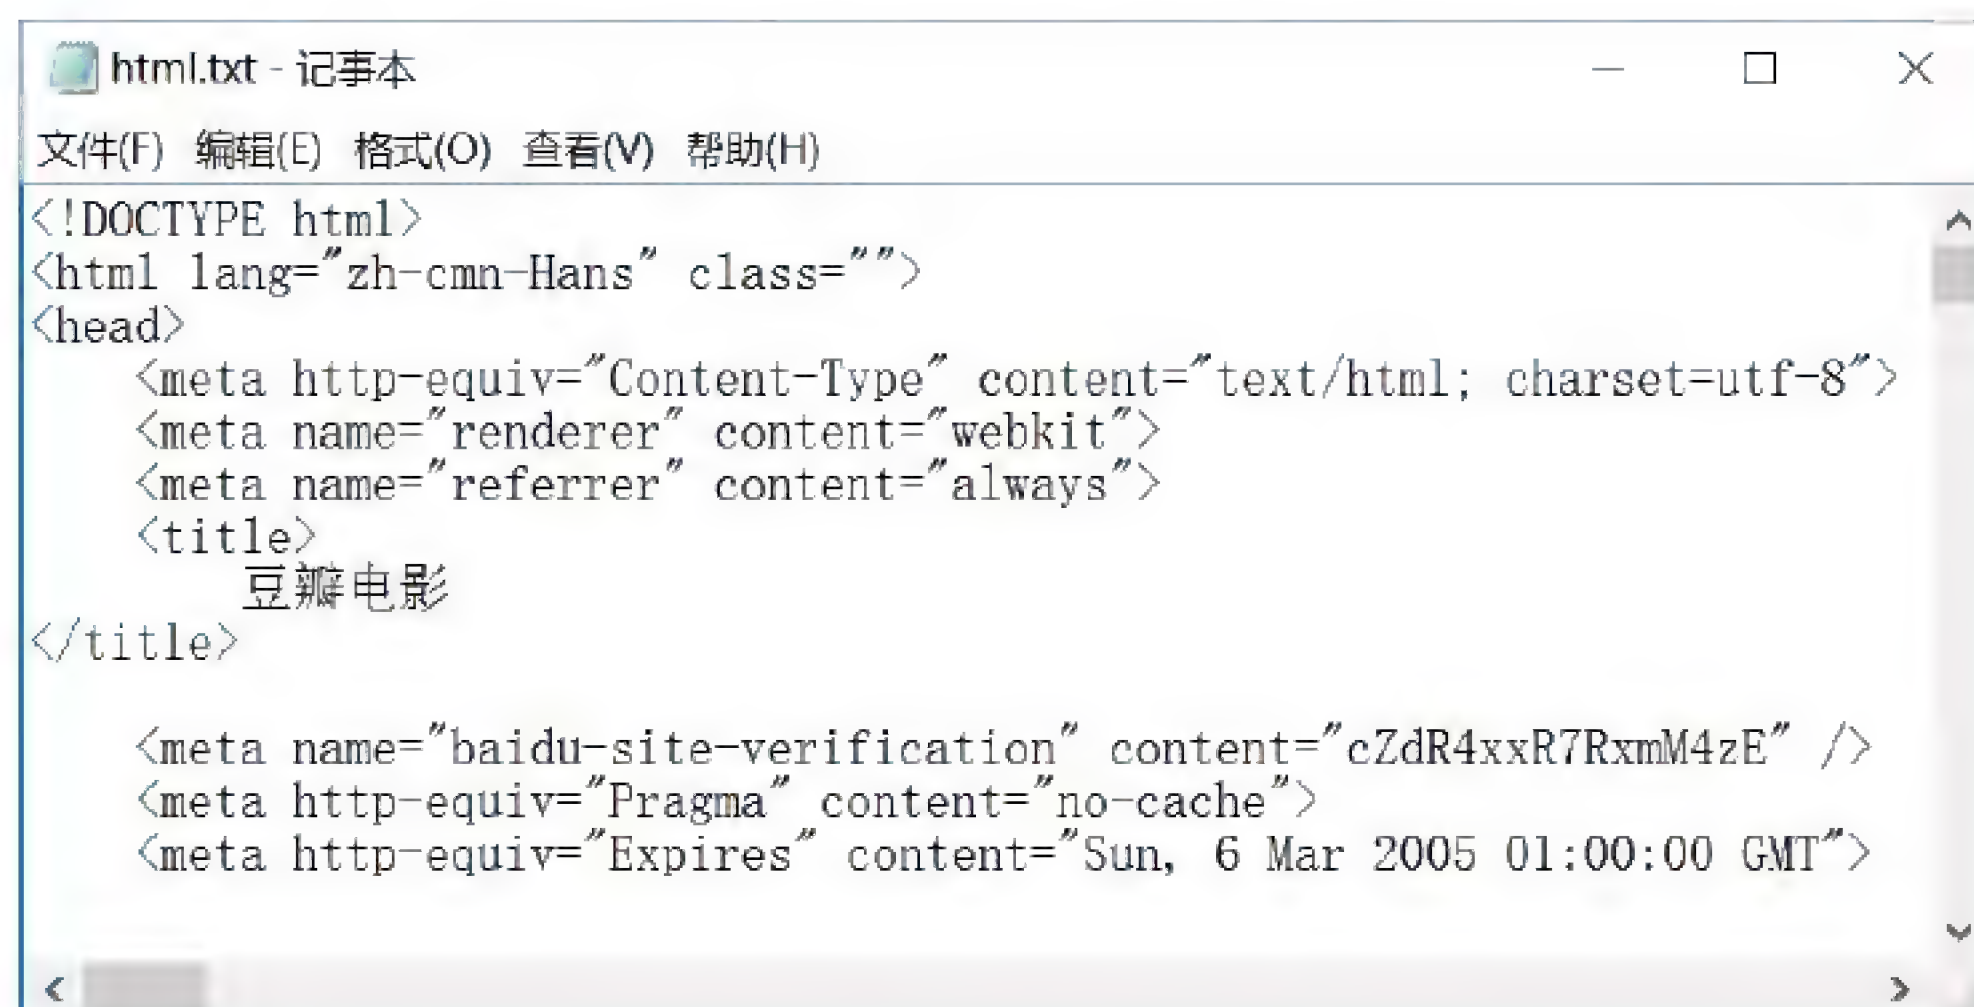 html.txt - 记事本
文件(F) 编辑(E) 格式(O) 查看(V) 帮助(H)
<!DOCTYPE html>
<html lang="zh-cmn-Hans" class="">
<head>
    <meta http-equiv="Content-Type" content="text/html; charset=utf-8">
    <meta name="renderer" content="webkit">
    <meta name="referrer" content="always">
    <title>
        豆瓣电影
</title>
    <meta name="baidu-site-verification" content="cZdR4xxR7RxmM4zE" />
    <meta http-equiv="Pragma" content="no-cache">
    <meta http-equiv="Expires" content="Sun, 6 Mar 2005 01:00:00 GMT">